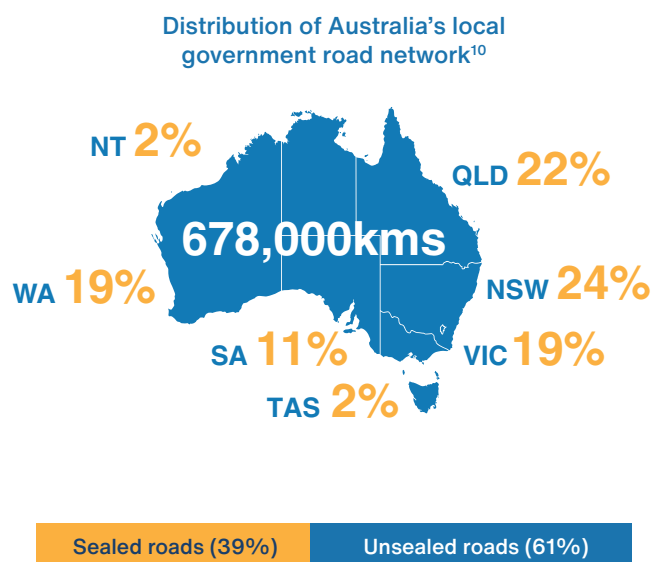 Distribution of Australia’s local
government road network¹⁰
NT 2%
QLD 22%
678,000kms
WA 19%
NSW 24%
SA 11%
VIC 19%
TAS 2%
Sealed roads (39%)
Unsealed roads (61%)